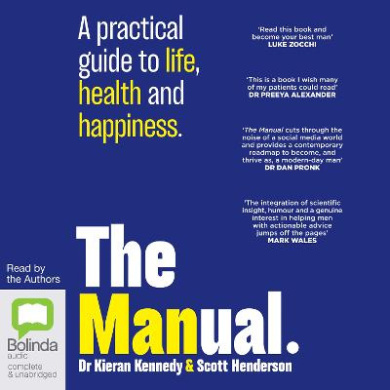 A practical
guide to life,
health and
happiness.
'Read this book and
become your best man'
LUKE ZOCCHI
'This is a book I wish many
of my patients could read'
DR PREEYA ALEXANDER
'The Manual cuts through the
noise of a social media world
and provides a contemporary
roadmap to become, and
thrive as, a modern-day man'
DR DAN PRONK
'The integration of scientific
insight, humour and a genuine
interest in helping men
with actionable advice
jumps off the pages'
MARK WALES
Read by
the Authors
Bolinda
audio
complete
& unabridged
The
Manual.
Dr Kieran Kennedy & Scott Henderson